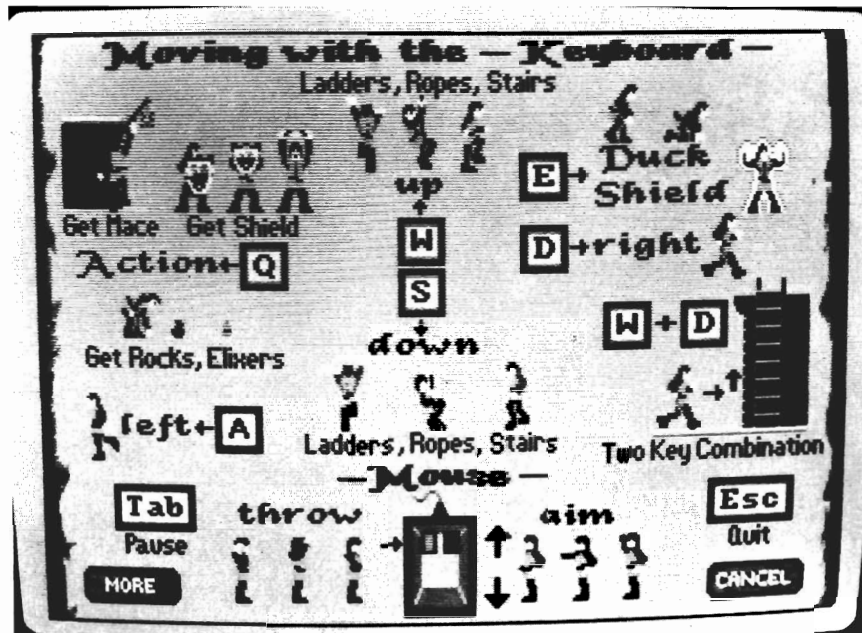 Moving with the — Keyboard —
Ladders, Ropes, Stairs
up
W
S
down
Ladders, Ropes, Stairs
Get Mace
Get Shield
Action ← Q
Get Rocks, Elixers
left ← A
E → Duck
Shield
D → right
W + D
Two Key Combination
— Mouse —
Tab
Pause
MORE
throw
aim
Esc
Quit
CANCEL